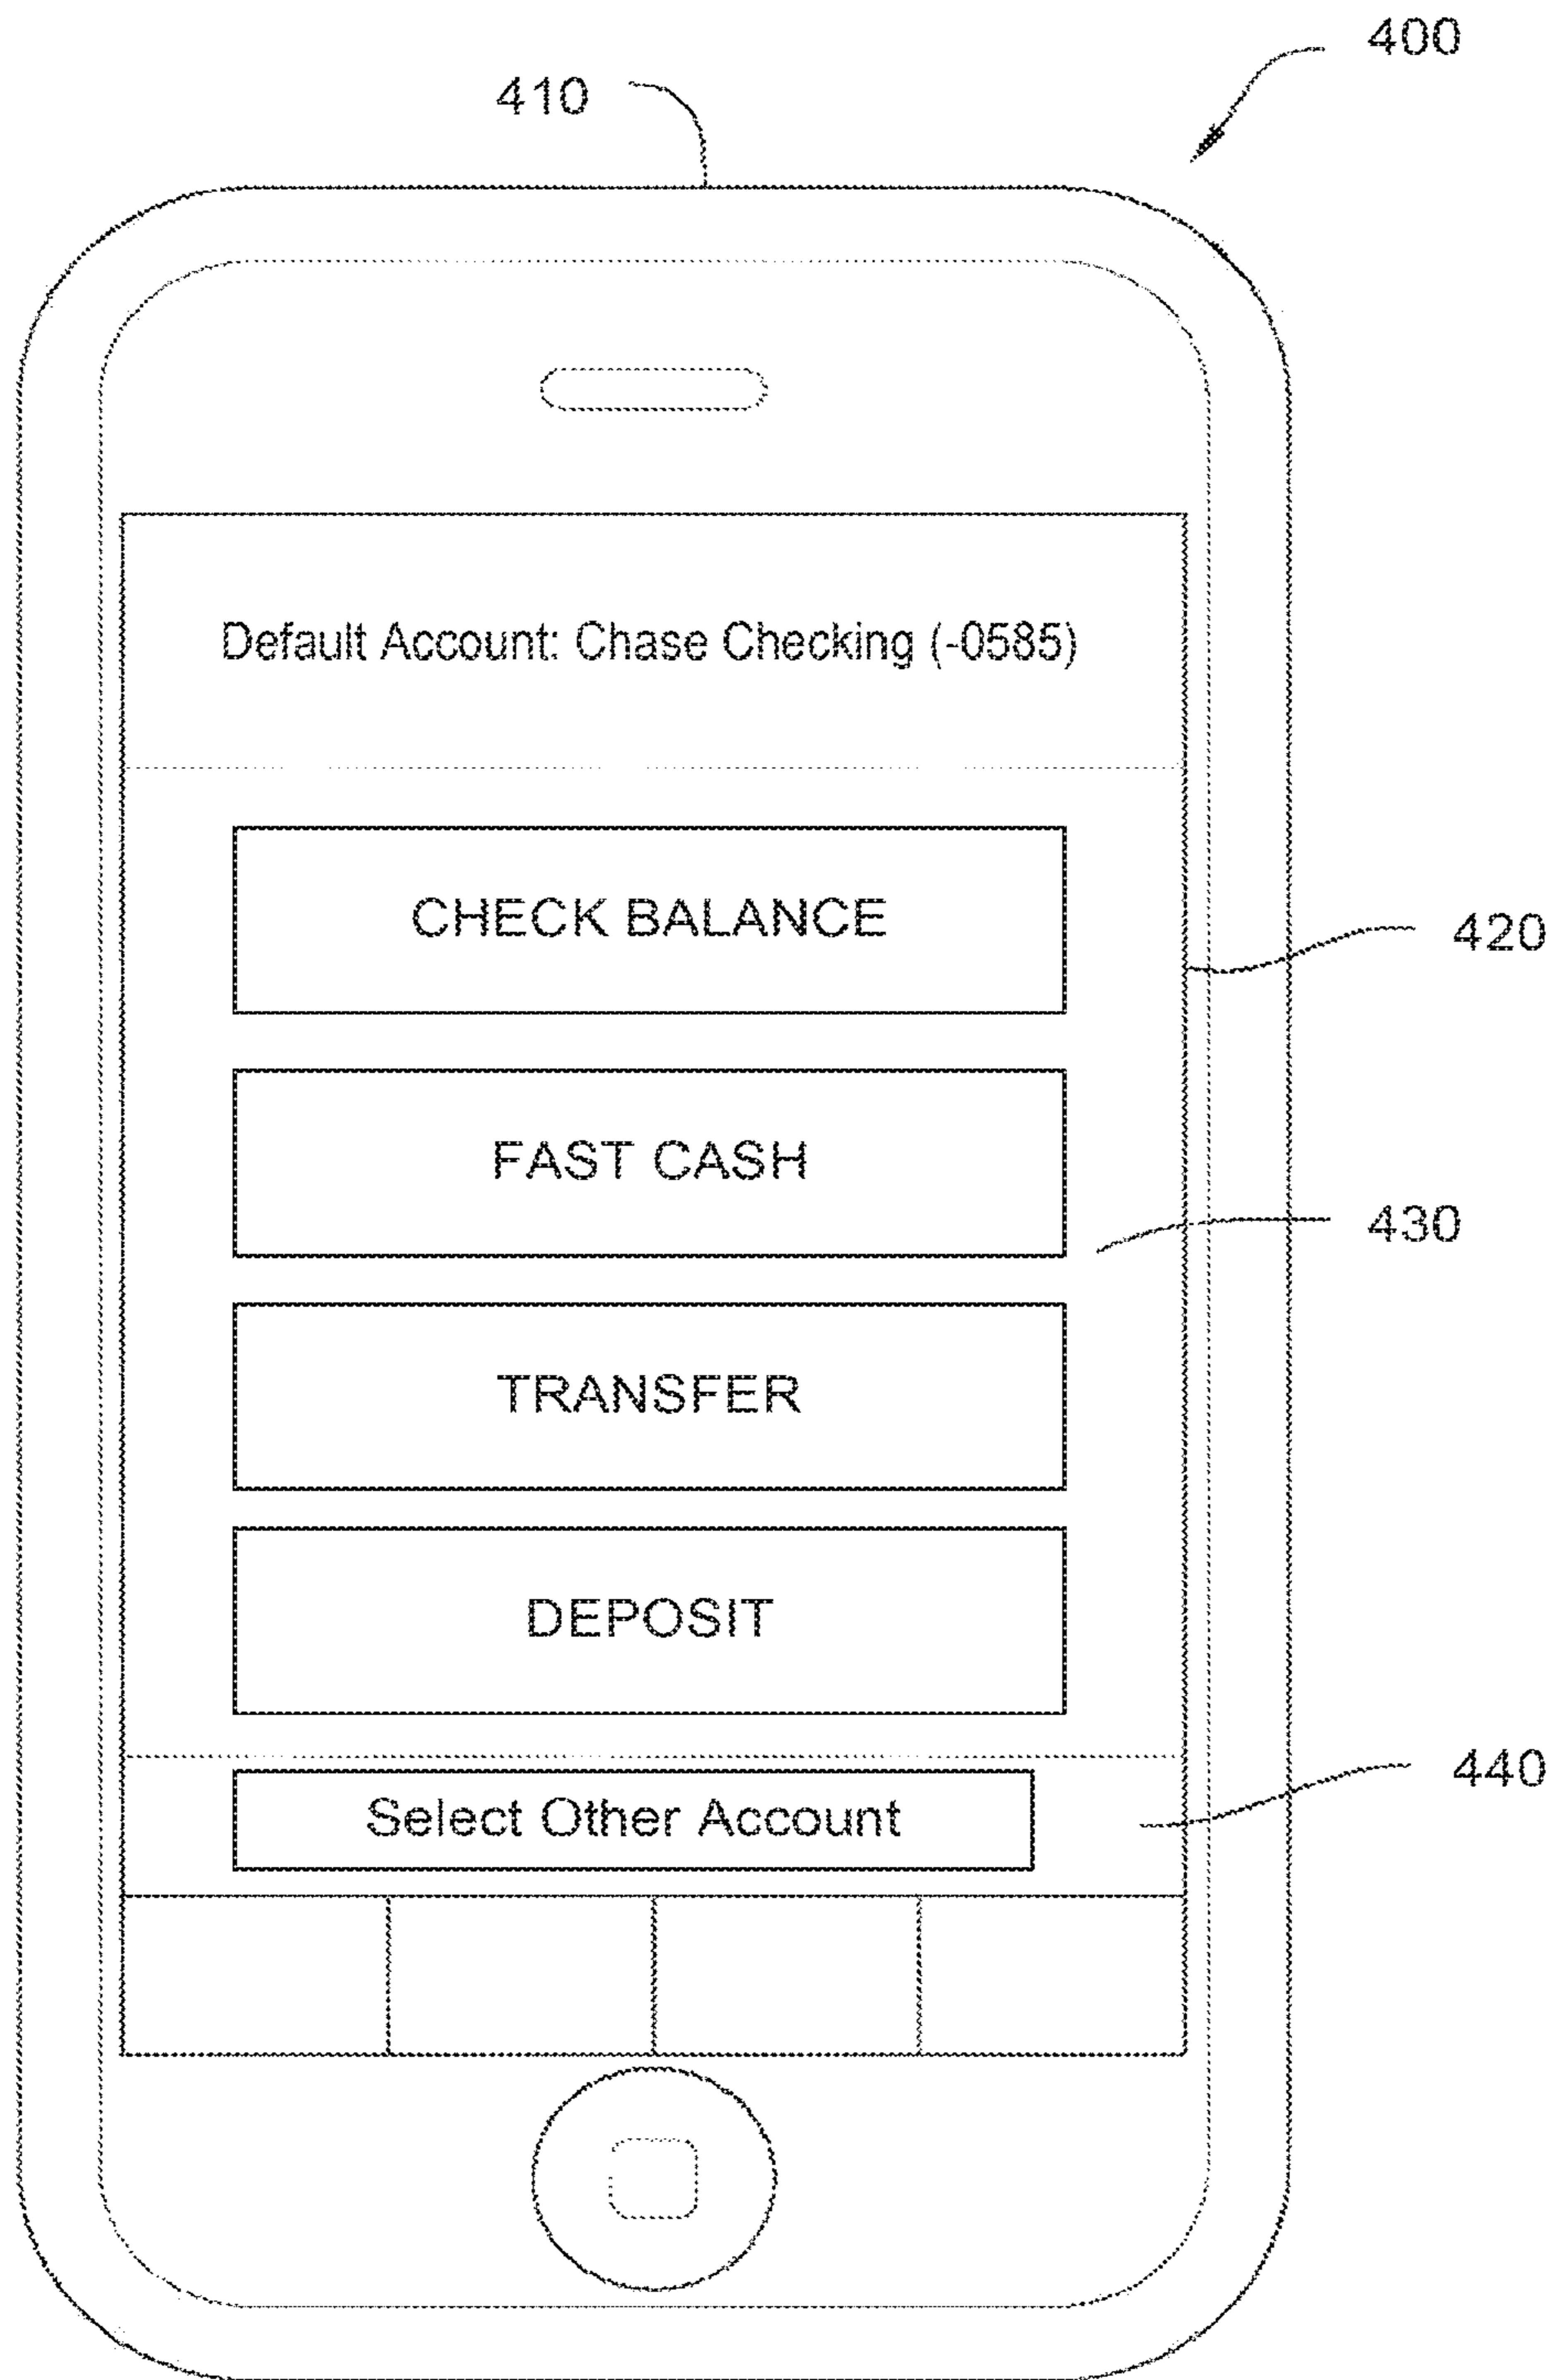 400
410
Default Account: Chase Checking (-0585)
CHECK BALANCE
420
FAST CASH
430
TRANSFER
DEPOSIT
440
Select Other Account